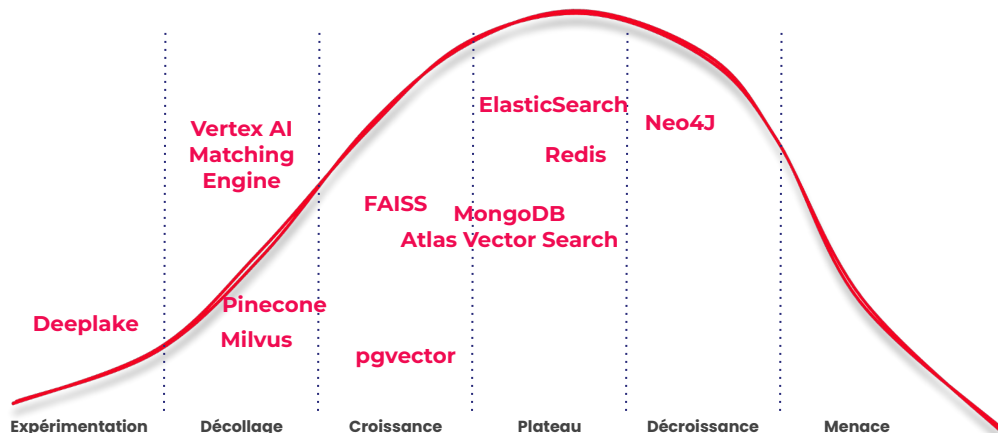 ElasticSearch
Neo4J
Vertex AI
Matching
Engine
Redis
FAISS
MongoDB
Atlas Vector Search
Pinecone
Deeplake
Milvus
pgvector
Expérimentation
Décollage
Croissance
Plateau
Décroissance
Menace